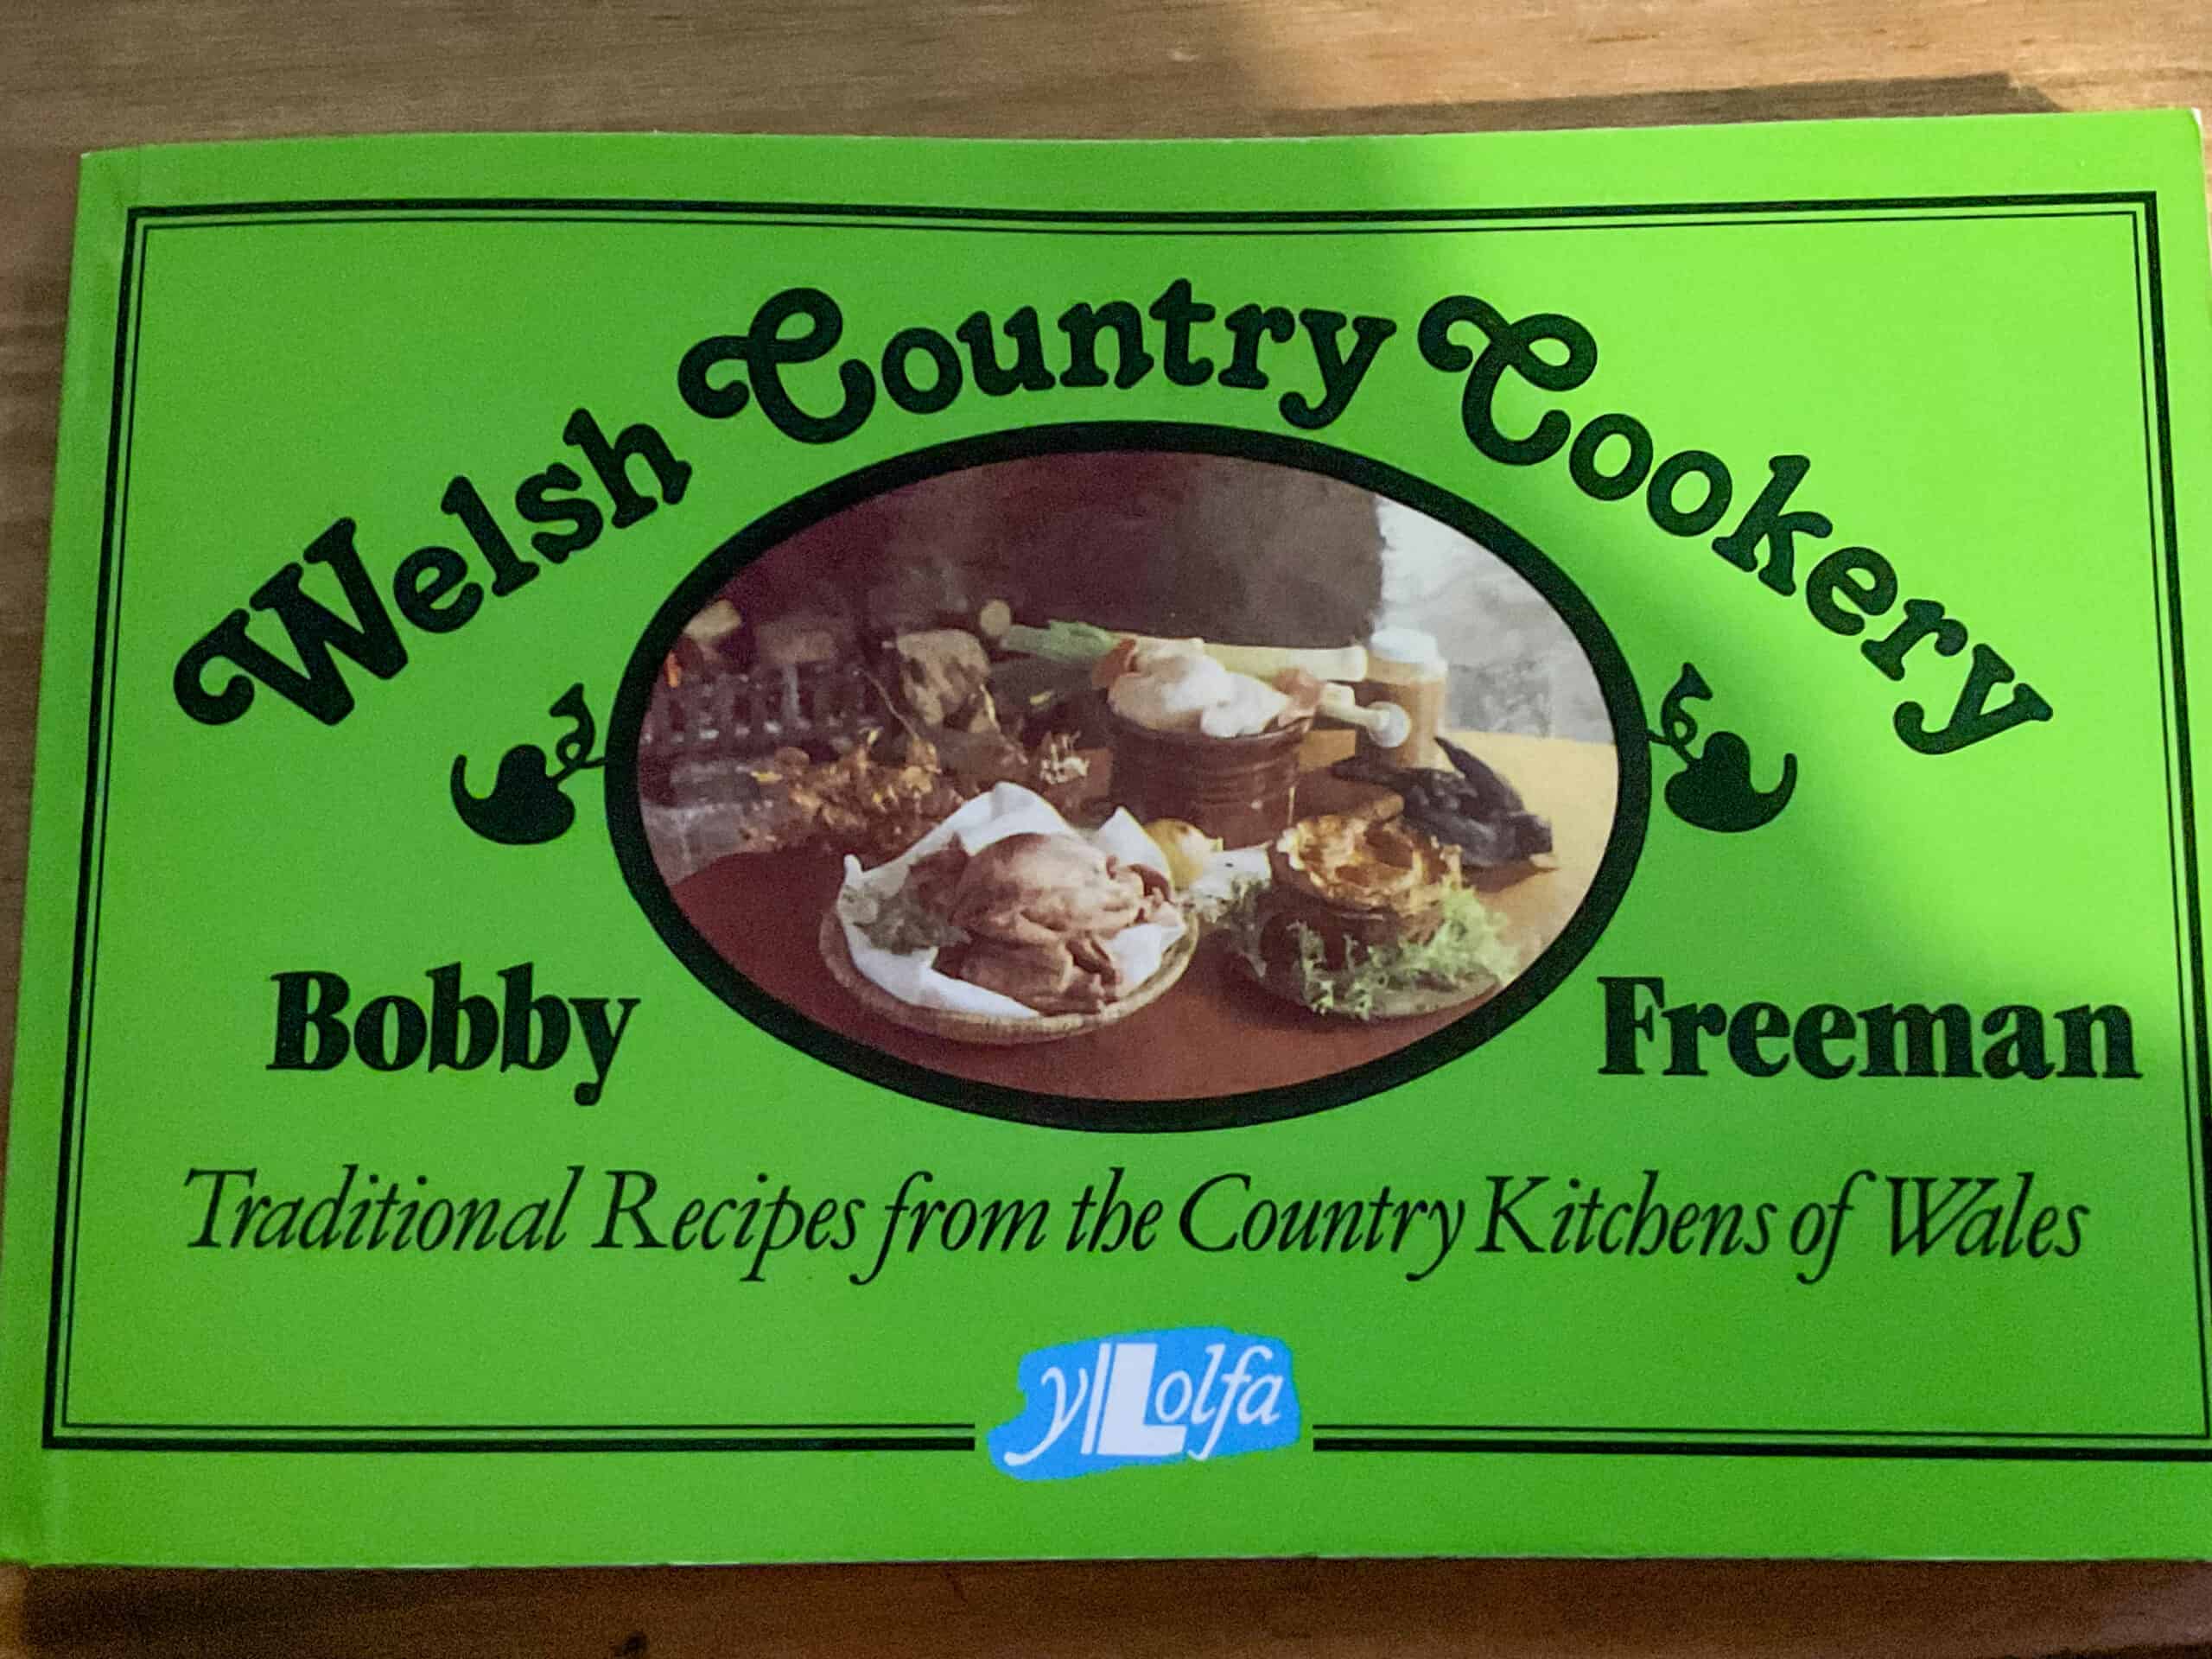 Welsh Country Cookery
Bobby Freeman
Traditional Recipes from the Country Kitchens of Wales
y Lolfa